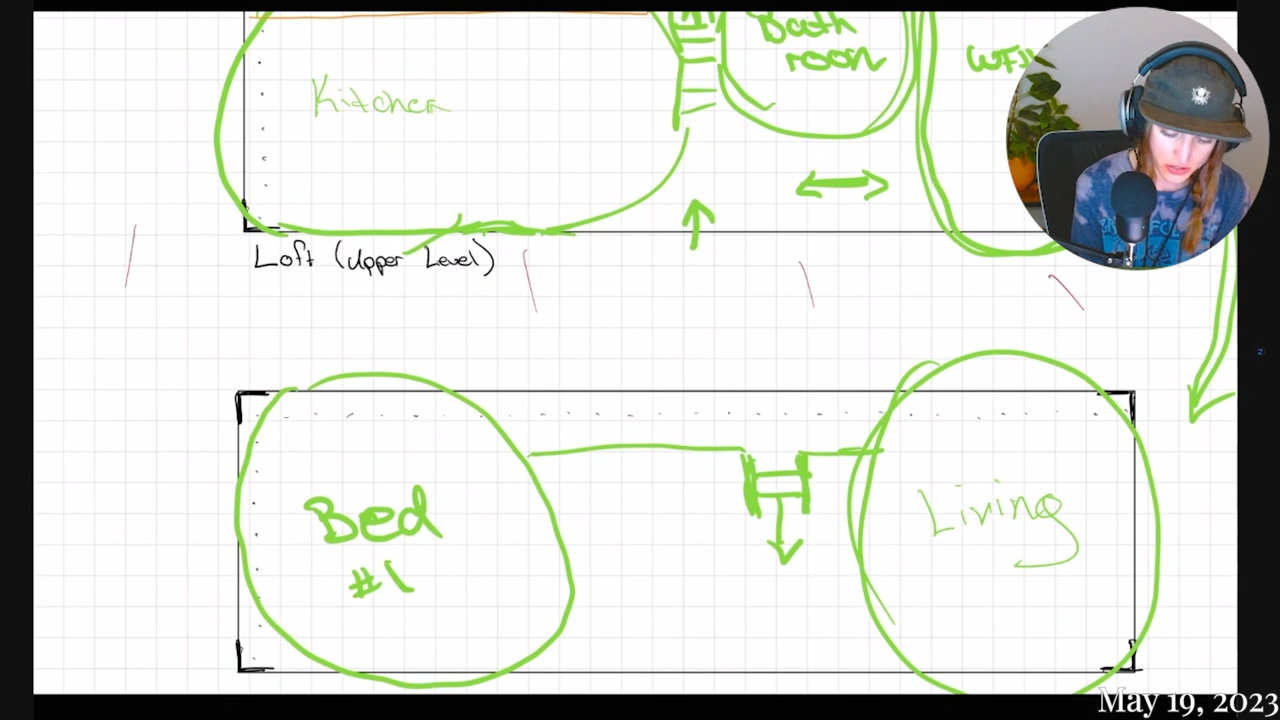 Bath
room
Kitchen
Loft (Upper Level)
Bed
#1
Living
May 19, 2023